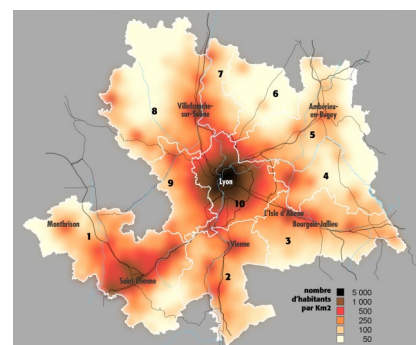 7
6
8
Villefranche-
sur-Saône
Ambérieu-
en-Bugey
5
4
9
Lyon
10
L'Isle d'Abeau
Montbrison
1
Bourgoin-Jallieu
Vienne
3
Saint-Etienne
2
nombre
d'habitants
par Km2
5 000
1 000
500
250
100
50